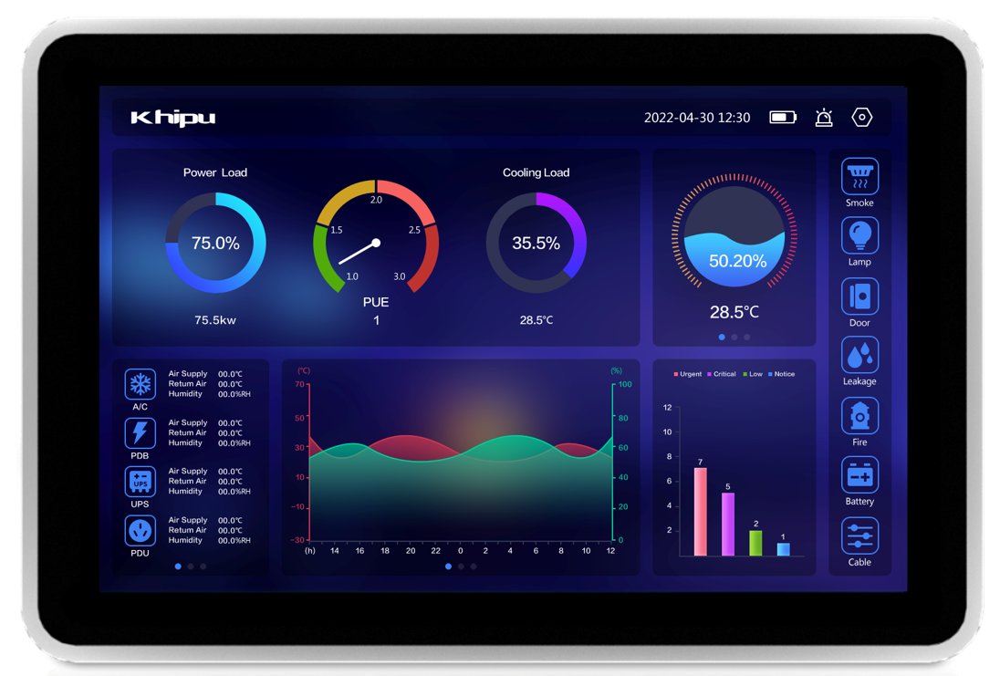 Khipu
2022-04-30 12:30
Power Load
75.0%
75.5kw
1.0
1.5
2.0
2.5
3.0
PUE
1
Cooling Load
35.5%
28.5℃
50.20%
28.5℃
Smoke
Lamp
Door
Leakage
Fire
Battery
Cable
A/C
Air Supply 00.0℃
Retum Air 00.0℃
Humidity 00.0%RH
PDB
Air Supply 00.0℃
Retum Air 00.0℃
Humidity 00.0%RH
UPS
UPS
Air Supply 00.0℃
Retum Air 00.0℃
Humidity 00.0%RH
PDU
Air Supply 00.0℃
Retum Air 00.0℃
Humidity 00.0%RH
(℃)
70
50
30
10
-10
-30
(%)
100
80
60
40
20
0
(h) 14 16 18 20 22 0 2 4 6 8 10 12
Urgent Critical Low Notice
12
10
8
6
4
2
7
5
2
1